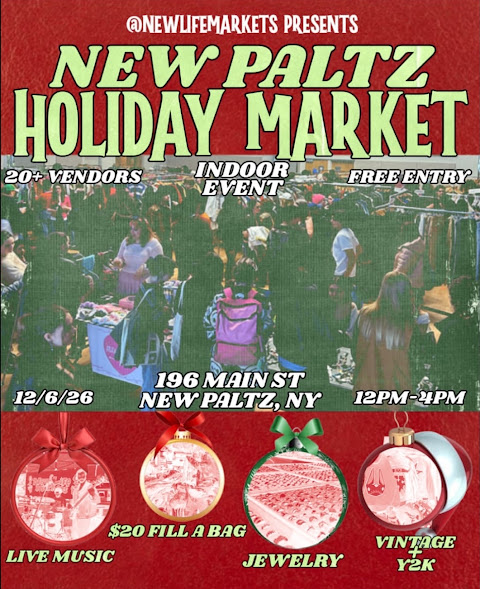 @NEWLIFEMARKETS PRESENTS
NEW PALTZ
HOLIDAY MARKET
20+ VENDORS
INDOOR
EVENT
FREE ENTRY
12/6/26
196 MAIN ST
NEW PALTZ, NY
12PM-4PM
LIVE MUSIC
$20 FILL A BAG
JEWELRY
VINTAGE
+
Y2K